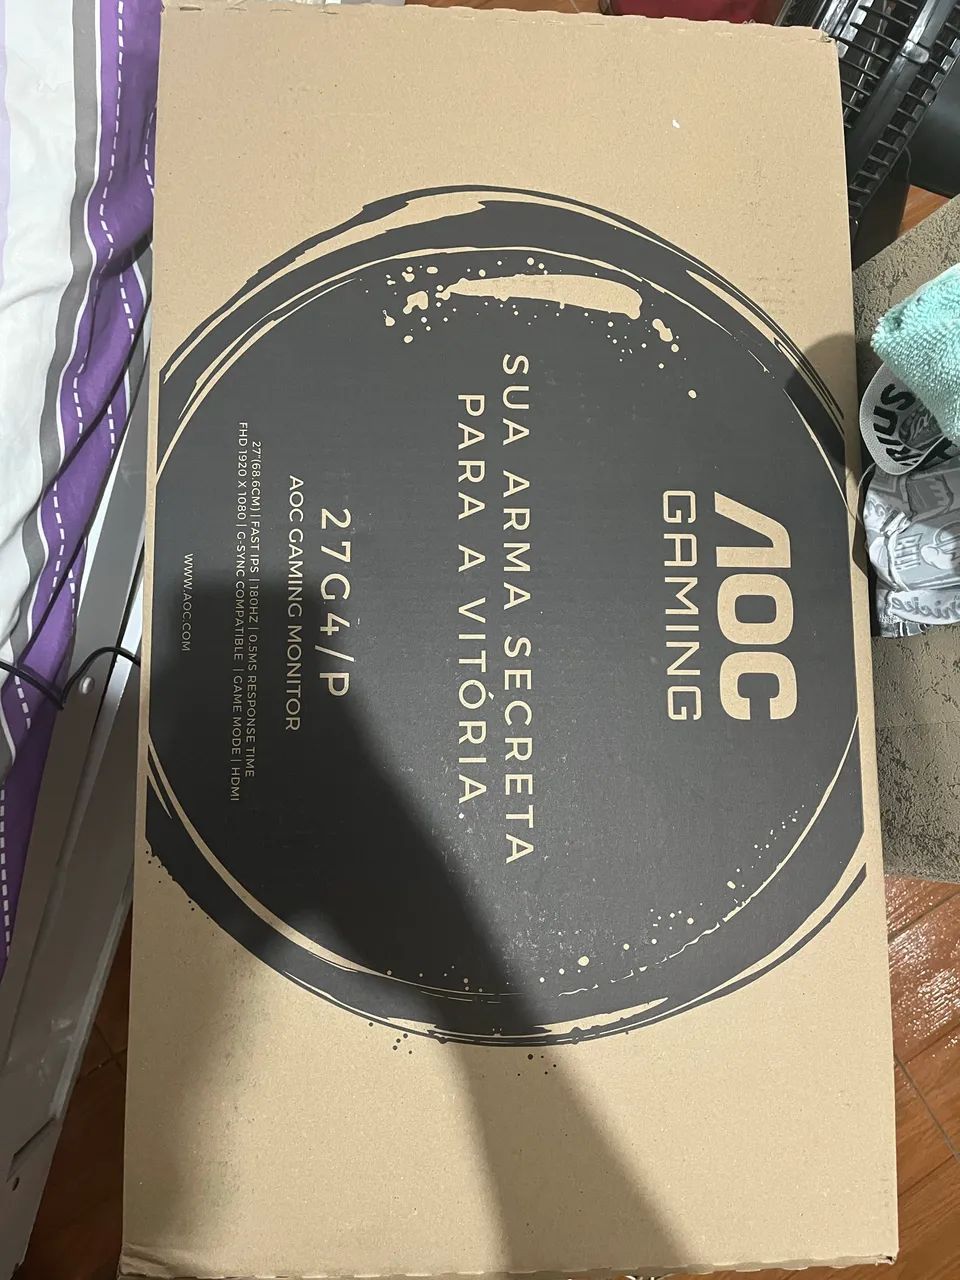 AOC
GAMING
SUA ARMA SECRETA
PARA A VITÓRIA.
27G4/P
AOC GAMING MONITOR
27"(68.6CM) | FAST IPS | 180HZ | 0.5MS RESPONSE TIME
FHD 1920 X 1080 | G-SYNC COMPATIBLE | GAME MODE | HDMI
WWW.AOC.COM